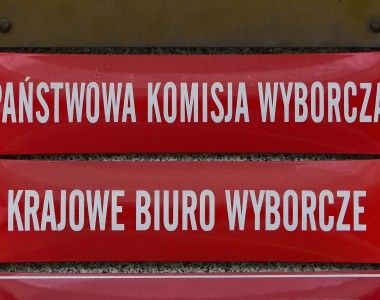 PAŃSTWOWA KOMISJA WYBORCZA
KRAJOWE BIURO WYBORCZE